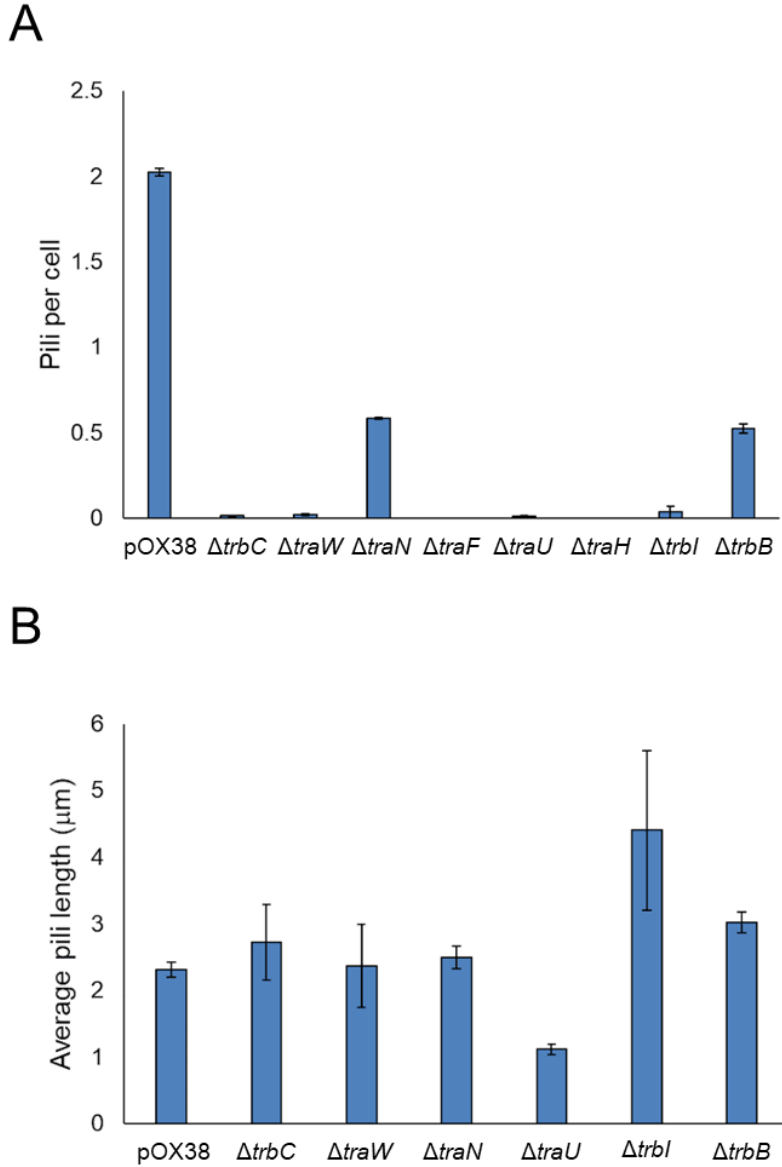 A
Pili per cell
2.5
2
1.5
1
0.5
0
pOX38 ΔtrbC ΔtraW ΔtraN ΔtraF ΔtraU ΔtraH ΔtrbI ΔtrbB
B
Average pili length (μm)
6
5
4
3
2
1
0
pOX38 ΔtrbC ΔtraW ΔtraN ΔtraU ΔtrbI ΔtrbB